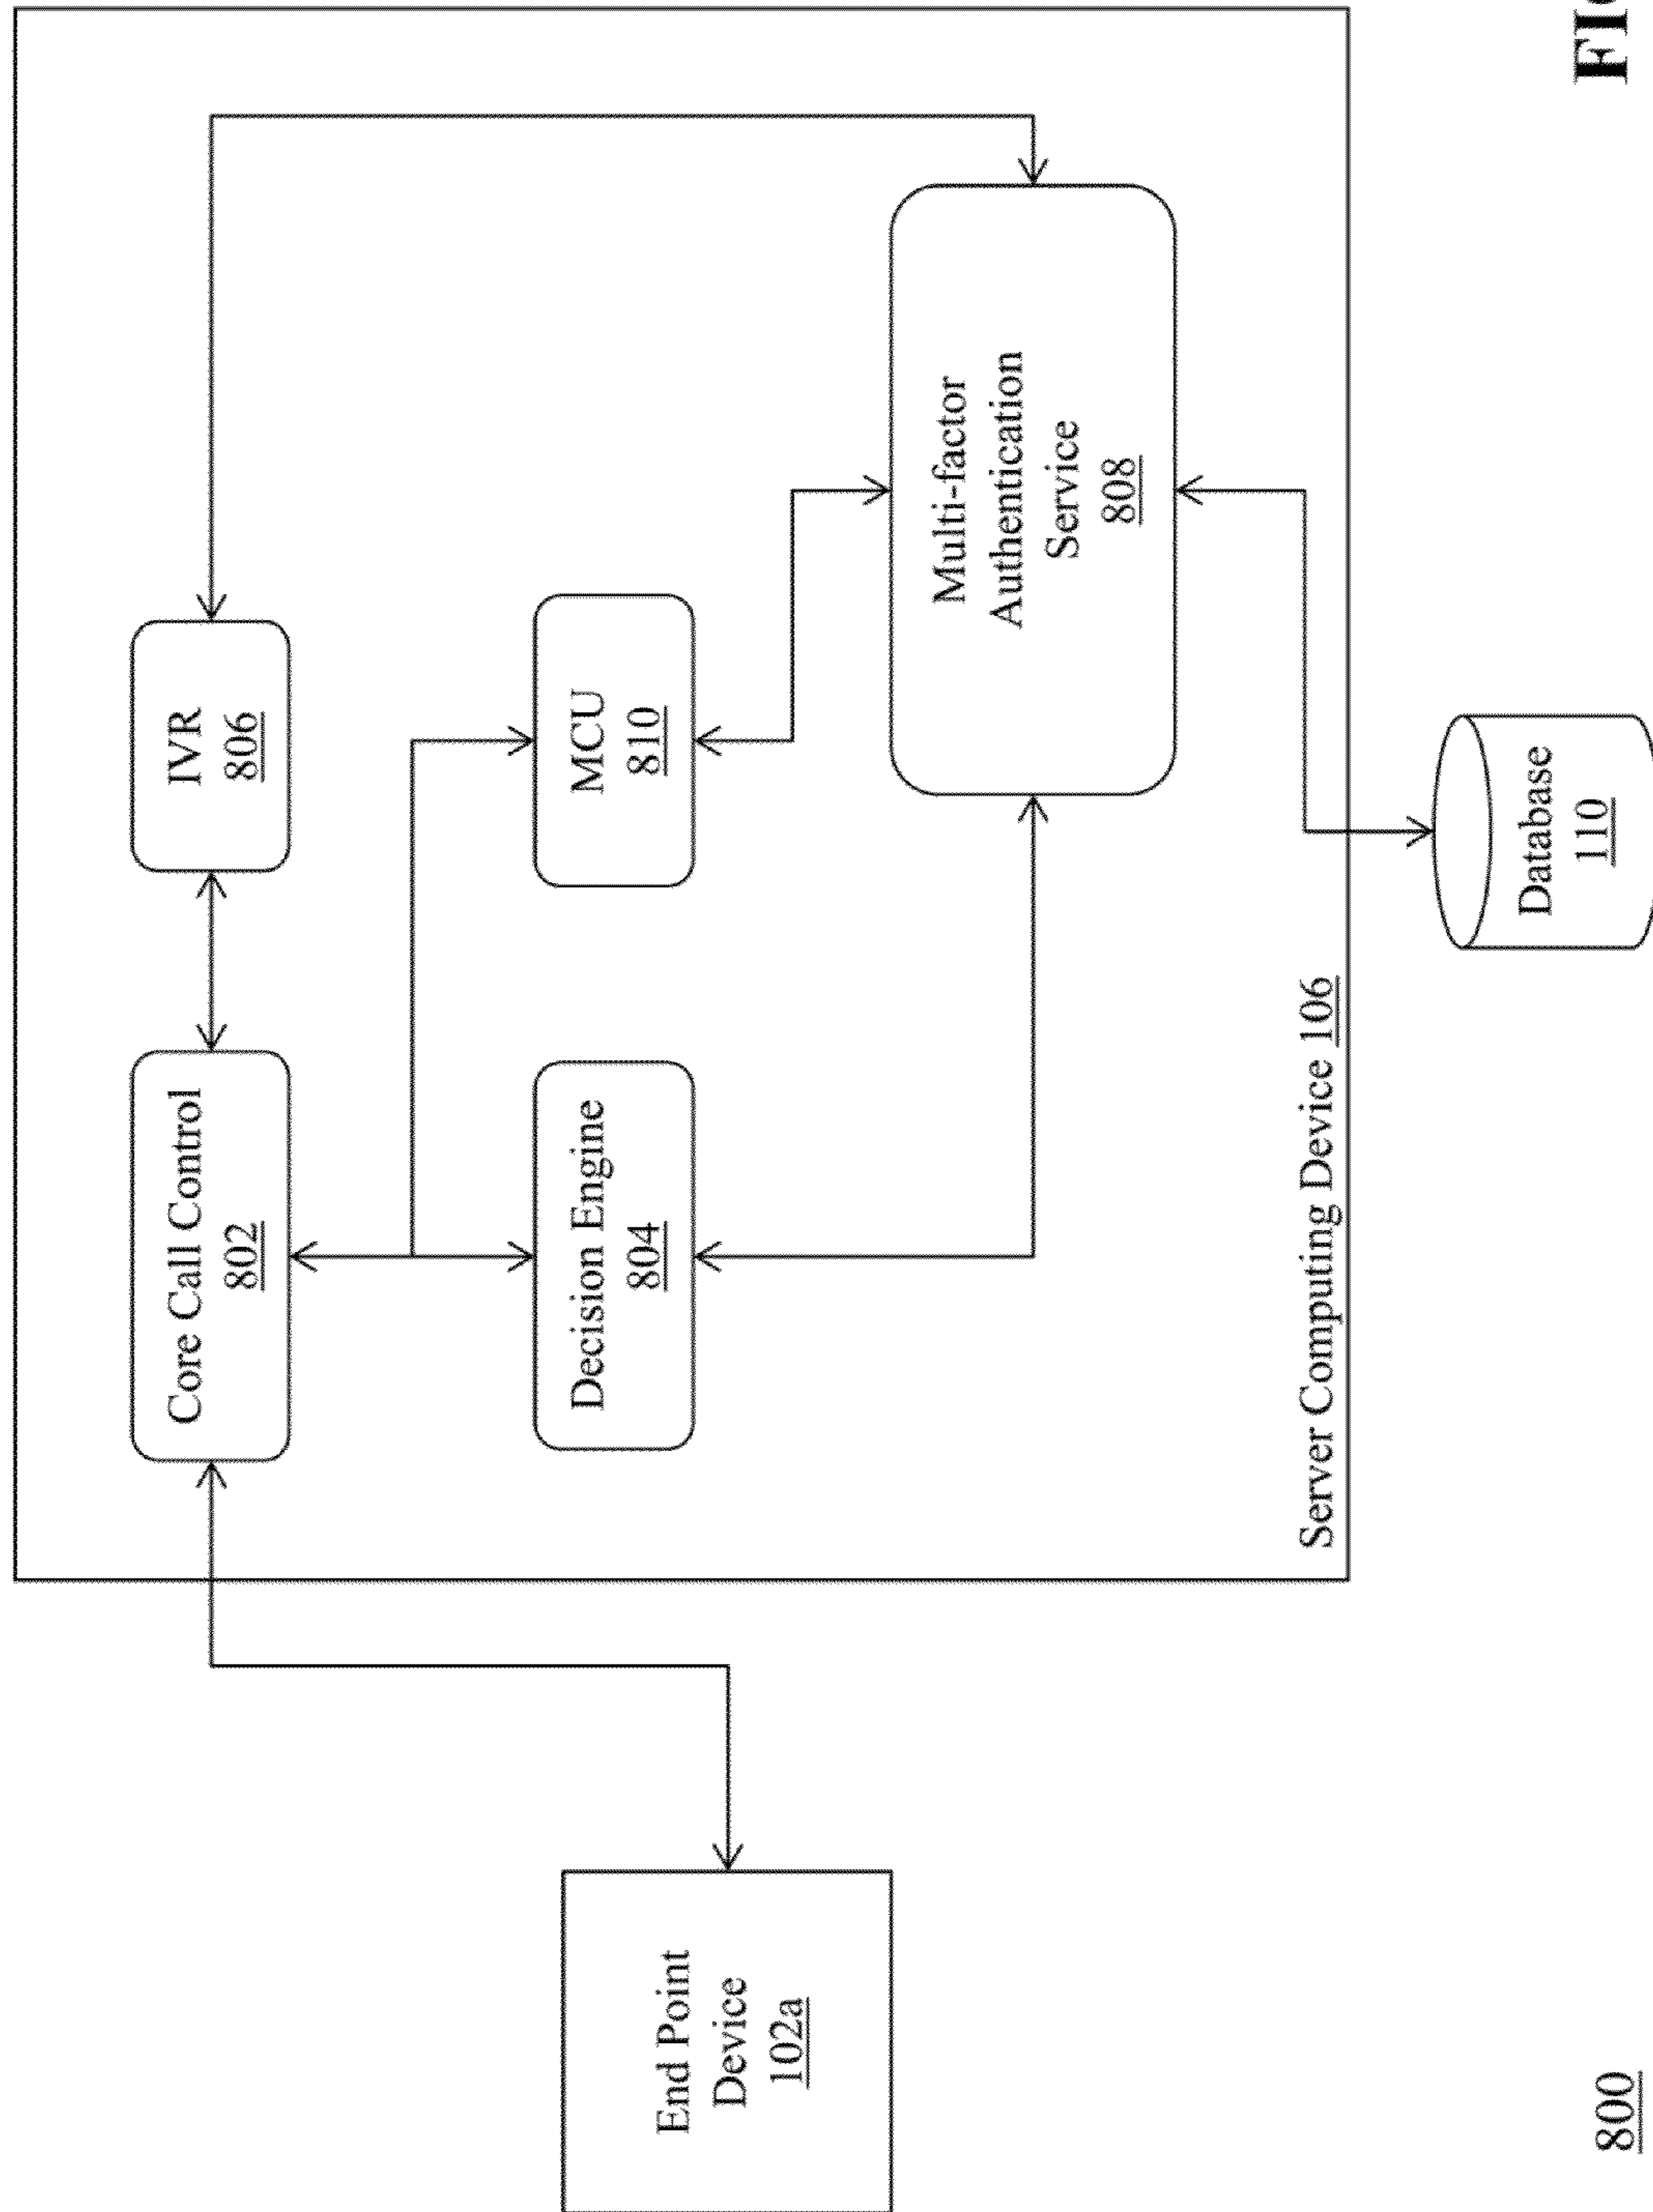 800
End Point
Device
102a
Core Call Control
802
IVR
806
Decision Engine
804
MCU
810
Multi-factor
Authentication
Service
808
Server Computing Device 106
Database
110